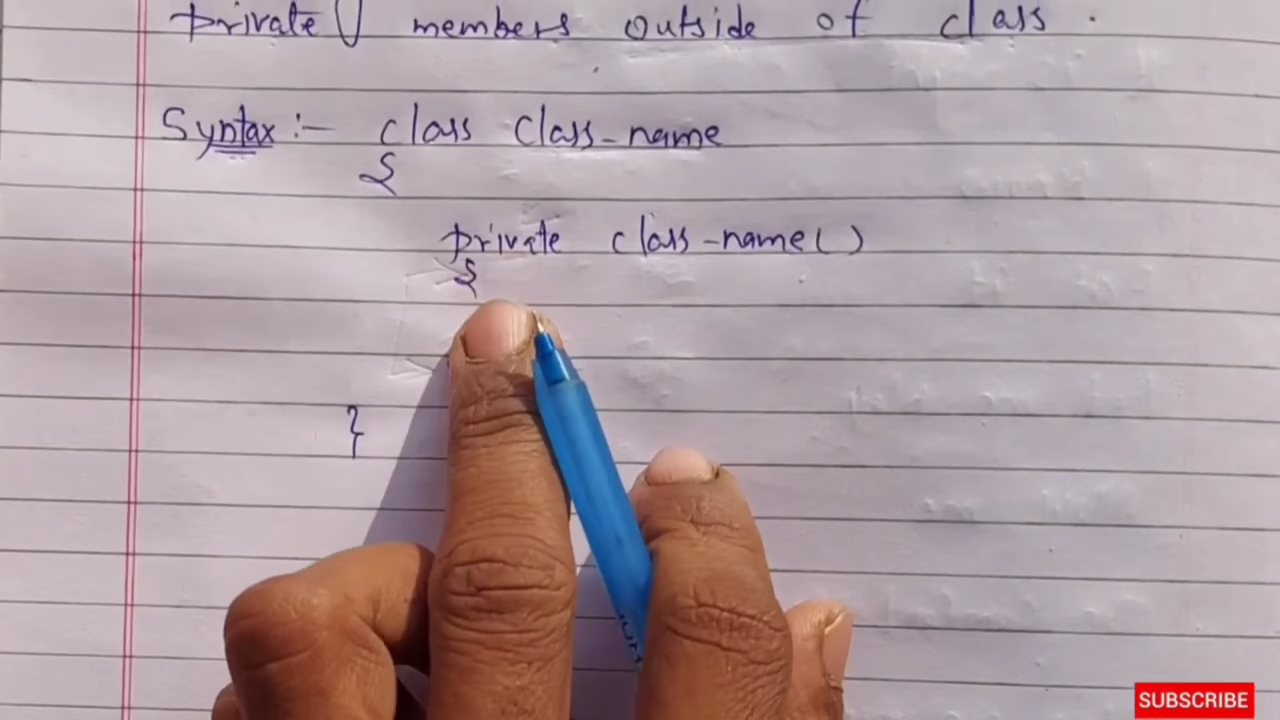 private members outside of class .
Syntax :- class class-name
{
private class-name()
{
}
SUBSCRIBE